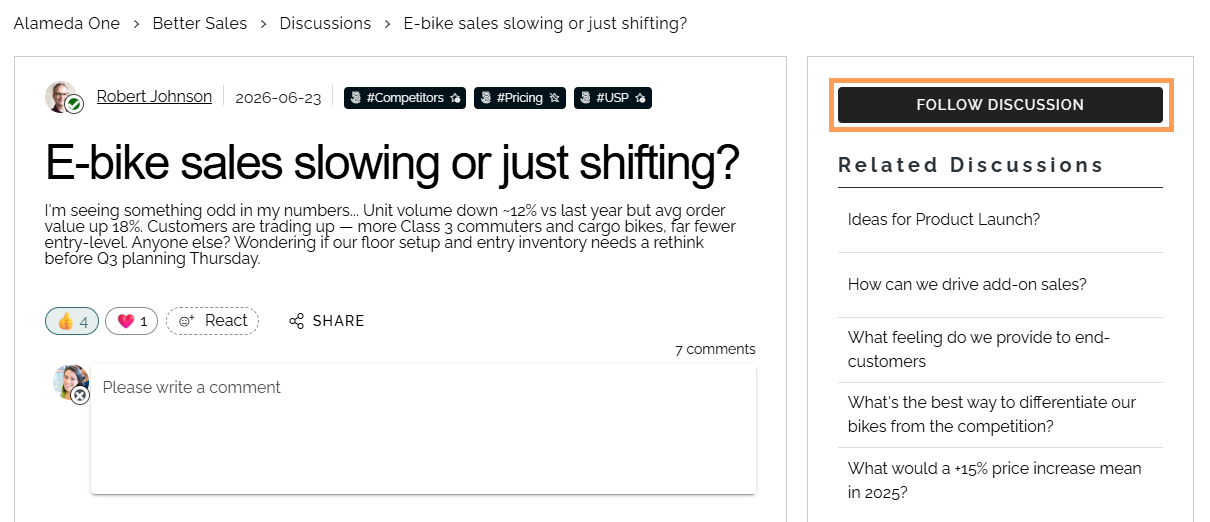 Alameda One > Better Sales > Discussions > E-bike sales slowing or just shifting?
Robert Johnson 2026-06-23 #Competitors #Pricing #USP
E-bike sales slowing or just shifting?
I'm seeing something odd in my numbers... Unit volume down ~12% vs last year but avg order
value up 18%. Customers are trading up — more Class 3 commuters and cargo bikes, far fewer
entry-level. Anyone else? Wondering if our floor setup and entry inventory needs a rethink
before Q3 planning Thursday.
👍 4 ❤️ 1 React SHARE
7 comments
Please write a comment
FOLLOW DISCUSSION
Related Discussions
Ideas for Product Launch?
How can we drive add-on sales?
What feeling do we provide to end-
customers
What's the best way to differentiate our
bikes from the competition?
What would a +15% price increase mean
in 2025?